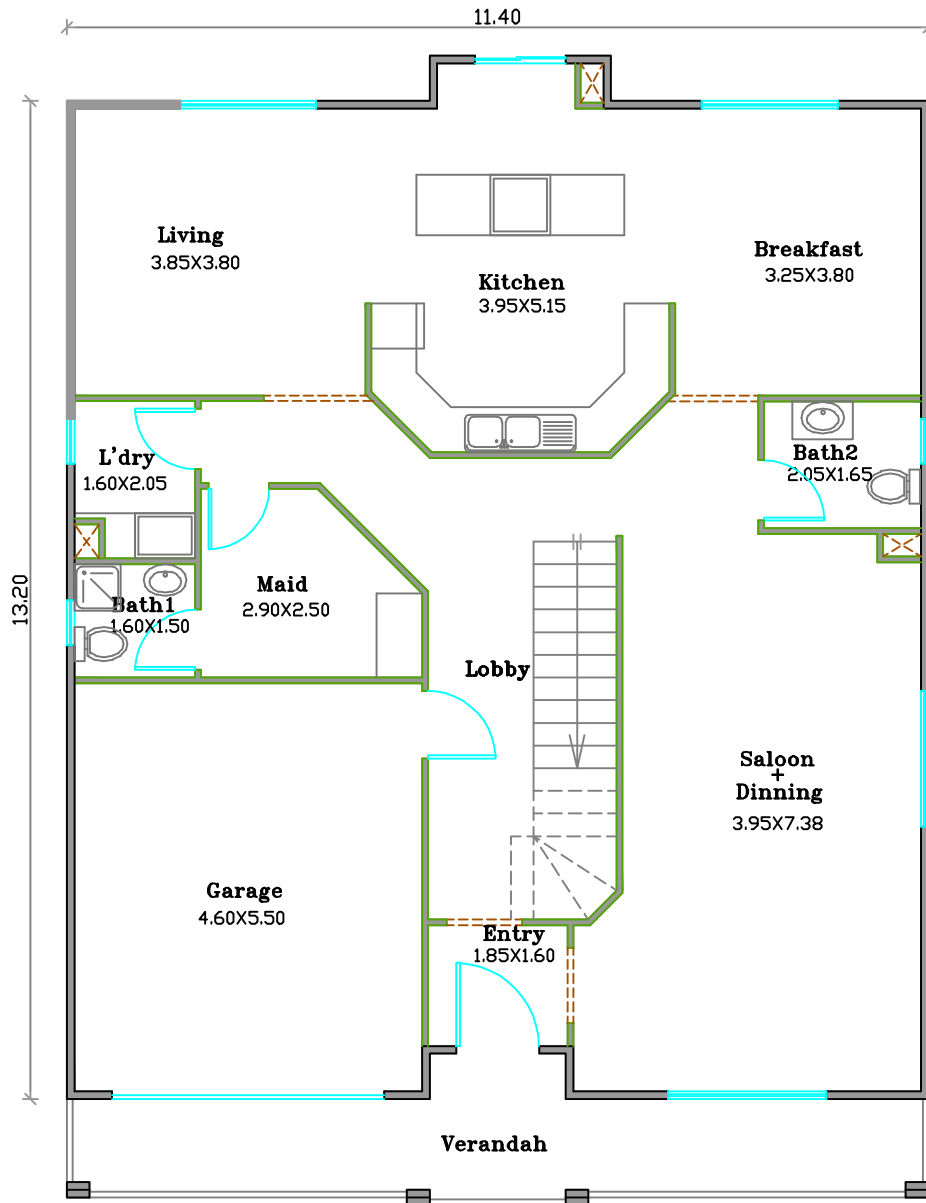 11.40
13.20
Living
3.85X3.80
Kitchen
3.95X5.15
Breakfast
3.25X3.80
L'dry
1.60X2.05
Bath2
2.05X1.65
Bath1
1.60X1.50
Maid
2.90X2.50
Lobby
Saloon
+
Dinning
3.95X7.38
Garage
4.60X5.50
Entry
1.85X1.60
Verandah